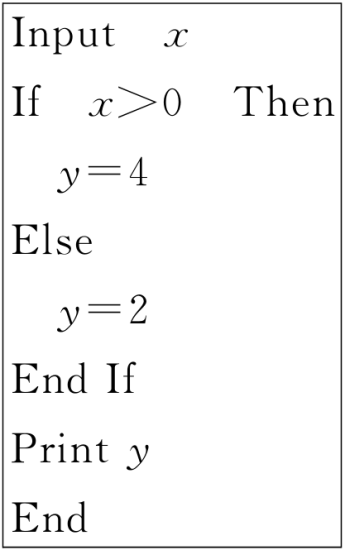 Input x
If x>0 Then
y=4
Else
y=2
End If
Print y
End